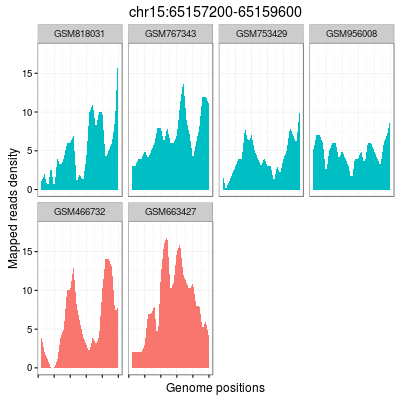 chr15:65157200-65159600
GSM818031 GSM767343 GSM753429 GSM956008
15
10
5
0
GSM466732 GSM663427
15
10
5
0
Mapped reads density
Genome positions